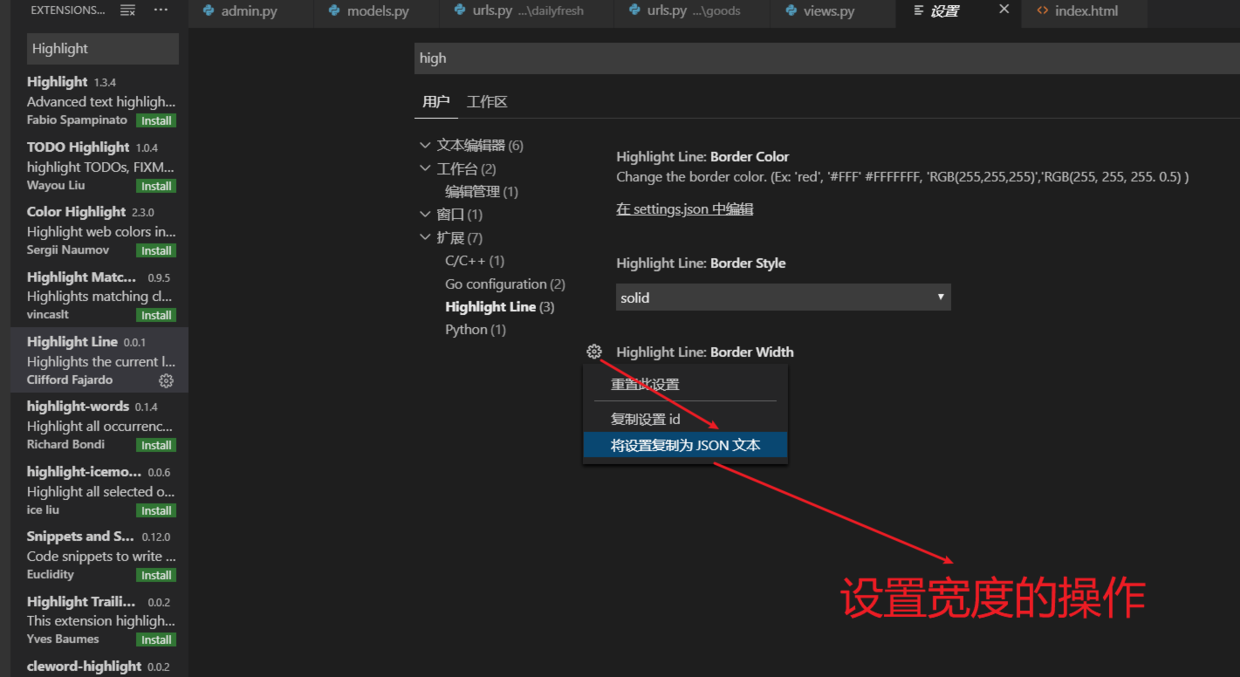 EXTENSIONS...
admin.py
models.py
urls.py ...\dailyfresh
urls.py ...\goods
views.py
设置
index.html
Highlight
Highlight 1.3.4
Advanced text highligh...
Fabio Spampinato Install
TODO Highlight 1.0.4
highlight TODOs, FIXM...
Wayou Liu Install
Color Highlight 2.3.0
Highlight web colors in...
Sergii Naumov Install
Highlight Matc... 0.9.5
Highlights matching cl...
vincaslt Install
Highlight Line 0.0.1
Highlights the current l...
Clifford Fajardo
highlight-words 0.1.4
Highlight all occurrenc...
Richard Bondi Install
highlight-icemo... 0.0.6
Highlight all selected o...
ice liu Install
Snippets and S... 0.12.0
Code snippets to write ...
Euclidity Install
Highlight Traili... 0.0.2
This extension highligh...
Yves Baumes Install
cleword-highlight 0.0.2
high
用户 工作区
文本编辑器 (6)
工作台 (2)
编辑管理 (1)
窗口 (1)
扩展 (7)
C/C++ (1)
Go configuration (2)
Highlight Line (3)
Python (1)
Highlight Line: Border Color
Change the border color. (Ex: 'red', '#FFF' #FFFFFFF, 'RGB(255,255,255)','RGB(255, 255, 255. 0.5) )
在 settings.json 中编辑
Highlight Line: Border Style
solid
Highlight Line: Border Width
重置此设置
复制设置 id
将设置复制为 JSON 文本
设置宽度的操作